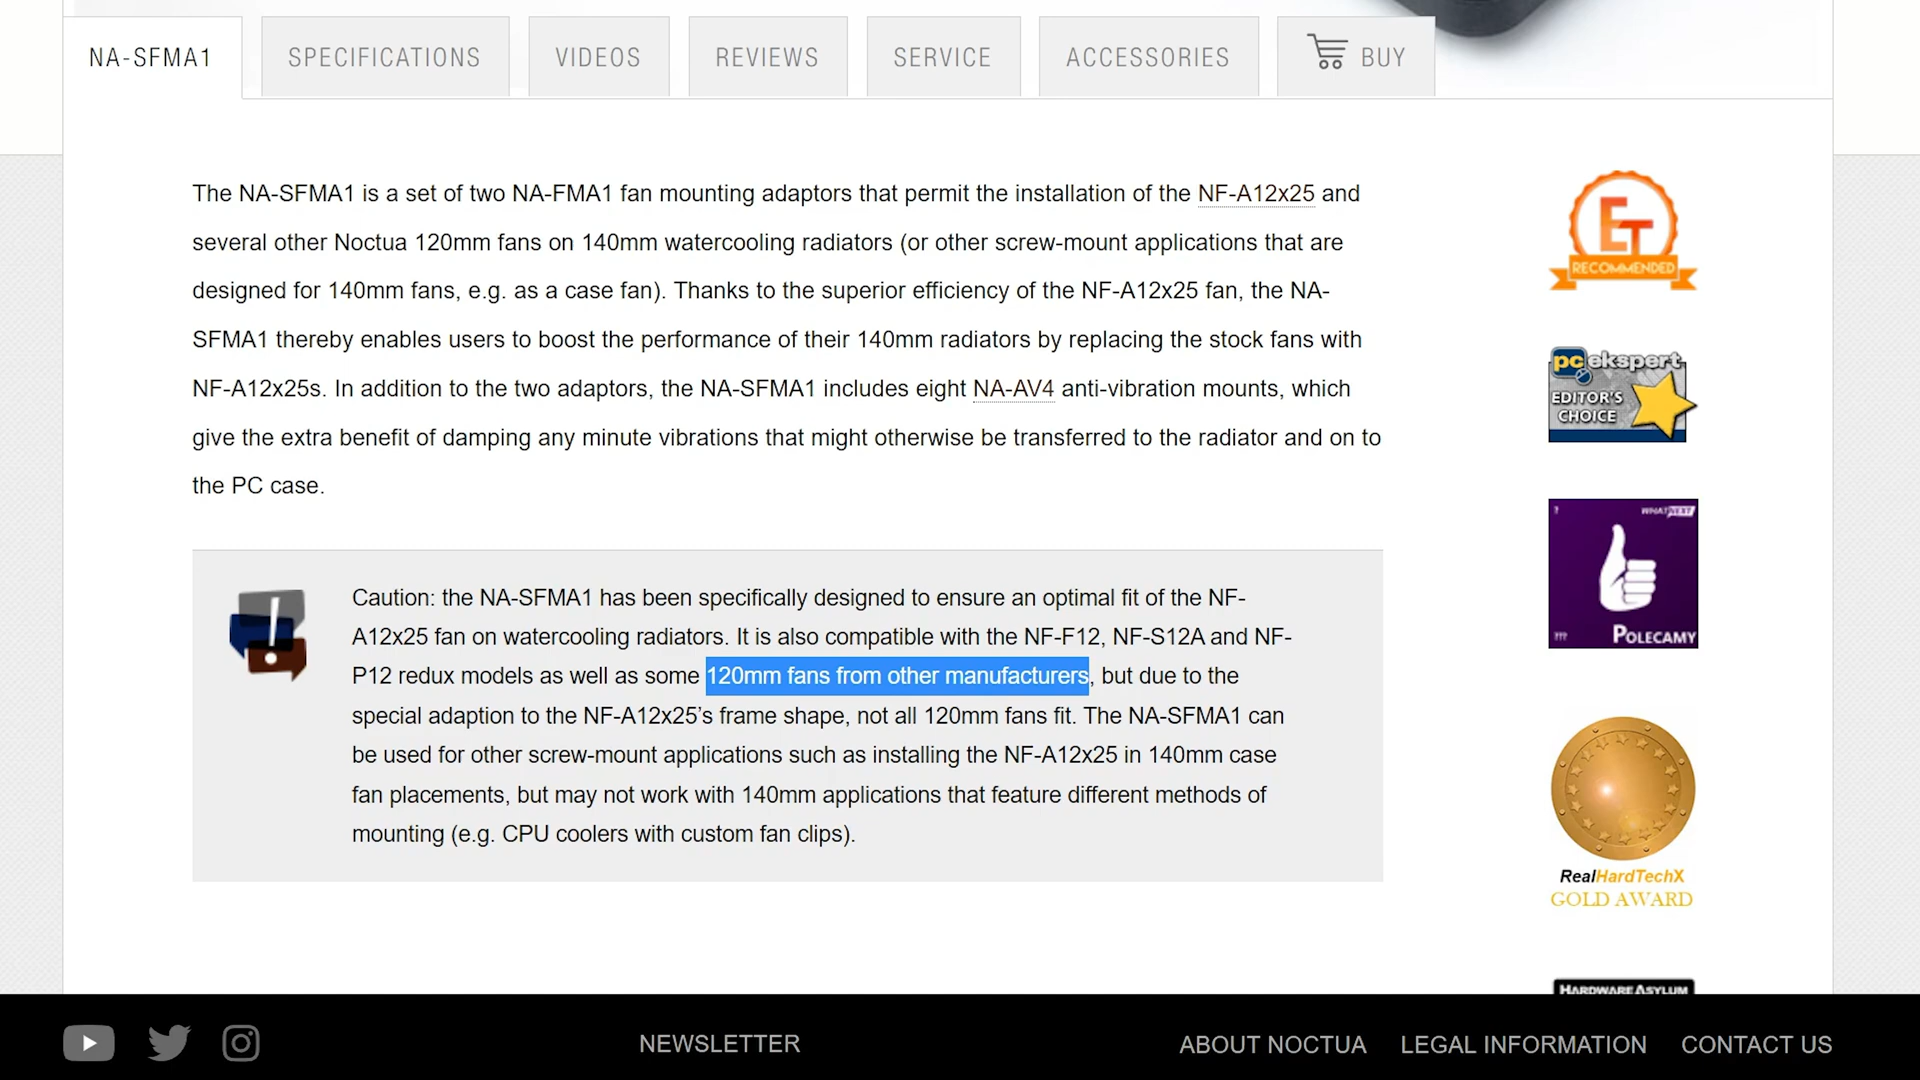 NA-SFMA1
SPECIFICATIONS
VIDEOS
REVIEWS
SERVICE
ACCESSORIES
BUY
The NA-SFMA1 is a set of two NA-FMA1 fan mounting adaptors that permit the installation of the NF-A12x25 and
several other Noctua 120mm fans on 140mm watercooling radiators (or other screw-mount applications that are
designed for 140mm fans, e.g. as a case fan). Thanks to the superior efficiency of the NF-A12x25 fan, the NA-
SFMA1 thereby enables users to boost the performance of their 140mm radiators by replacing the stock fans with
NF-A12x25s. In addition to the two adaptors, the NA-SFMA1 includes eight NA-AV4 anti-vibration mounts, which
give the extra benefit of damping any minute vibrations that might otherwise be transferred to the radiator and on to
the PC case.
Caution: the NA-SFMA1 has been specifically designed to ensure an optimal fit of the NF-
A12x25 fan on watercooling radiators. It is also compatible with the NF-F12, NF-S12A and NF-
P12 redux models as well as some 120mm fans from other manufacturers, but due to the
special adaption to the NF-A12x25’s frame shape, not all 120mm fans fit. The NA-SFMA1 can
be used for other screw-mount applications such as installing the NF-A12x25 in 140mm case
fan placements, but may not work with 140mm applications that feature different methods of
mounting (e.g. CPU coolers with custom fan clips).
ET
RECOMMENDED
pc ekspert
EDITOR'S
CHOICE
? WHATNEXT
??? POLECAMY
RealHardTechX
GOLD AWARD
HARDWARE ASYLUM
NEWSLETTER
ABOUT NOCTUA
LEGAL INFORMATION
CONTACT US